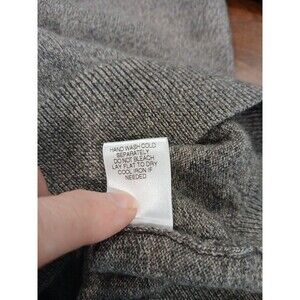 HAND WASH COLD
SEPARATELY
DO NOT BLEACH
LAY FLAT TO DRY
COOL IRON IF
NEEDED